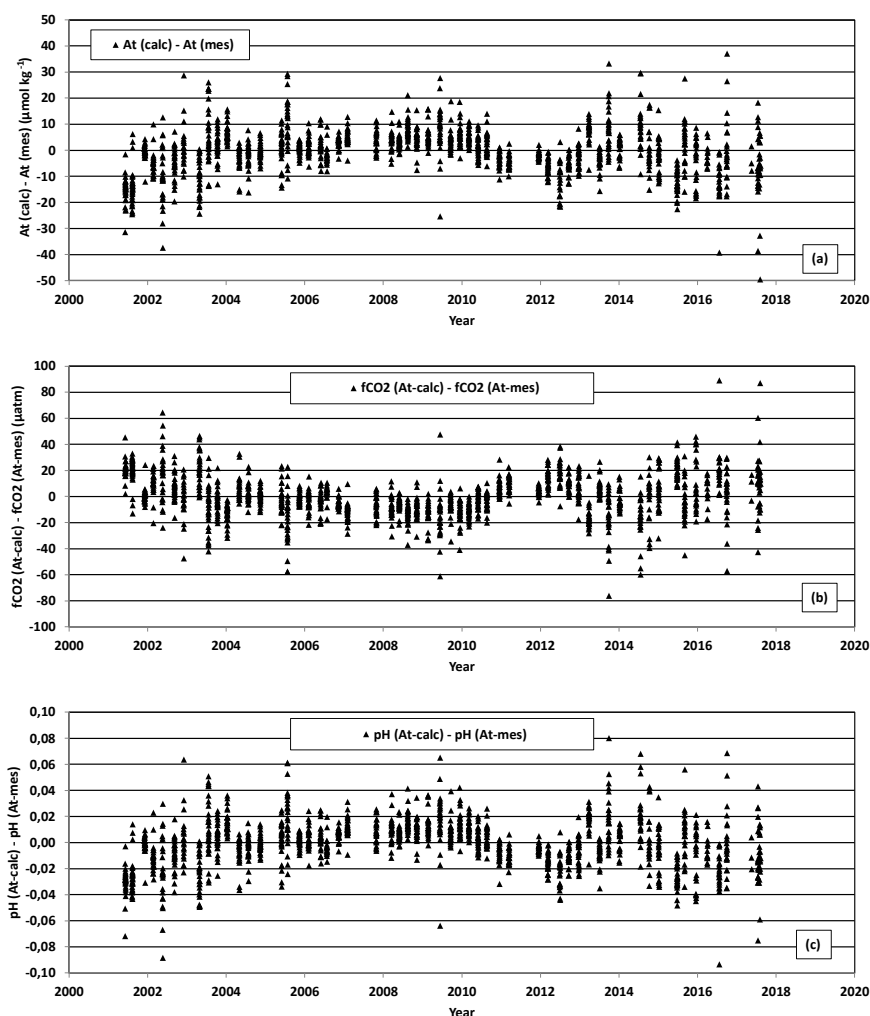 50
▲ At (calc) - At (mes)
40
30
20
10
0
-10
-20
-30
-40
-50
At (calc) - At (mes) (µmol kg⁻¹)
(a)
2000 2002 2004 2006 2008 2010 2012 2014 2016 2018 2020
Year
100
▲ fCO2 (At-calc) - fCO2 (At-mes)
80
60
40
20
0
-20
-40
-60
-80
-100
fCO2 (At-calc) - fCO2 (At-mes) (µatm)
(b)
2000 2002 2004 2006 2008 2010 2012 2014 2016 2018 2020
Year
0,10
▲ pH (At-calc) - pH (At-mes)
0,08
0,06
0,04
0,02
0,00
-0,02
-0,04
-0,06
-0,08
-0,10
pH (At-calc) - pH (At-mes)
(c)
2000 2002 2004 2006 2008 2010 2012 2014 2016 2018 2020
Year